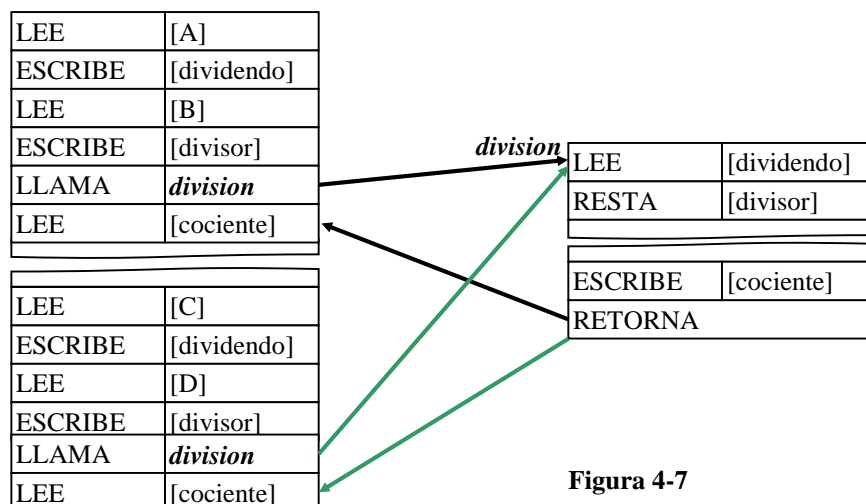 LEE [A]
ESCRIBE [dividendo]
LEE [B]
ESCRIBE [divisor]
LLAMA division
LEE [cociente]
LEE [C]
ESCRIBE [dividendo]
LEE [D]
ESCRIBE [divisor]
LLAMA division
LEE [cociente]
division
LEE [dividendo]
RESTA [divisor]
ESCRIBE [cociente]
RETORNA
Figura 4-7